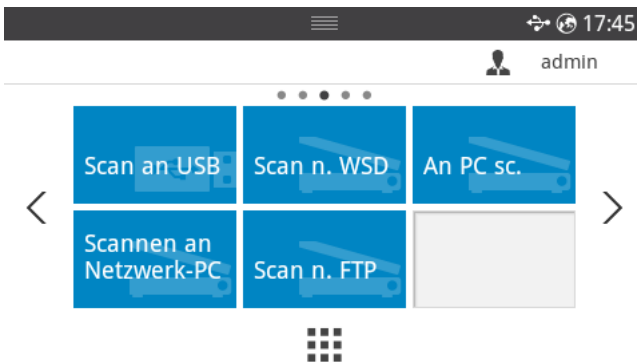 17:45
admin
Scan an USB
Scan n. WSD
An PC sc.
Scannen an
Netzwerk-PC
Scan n. FTP